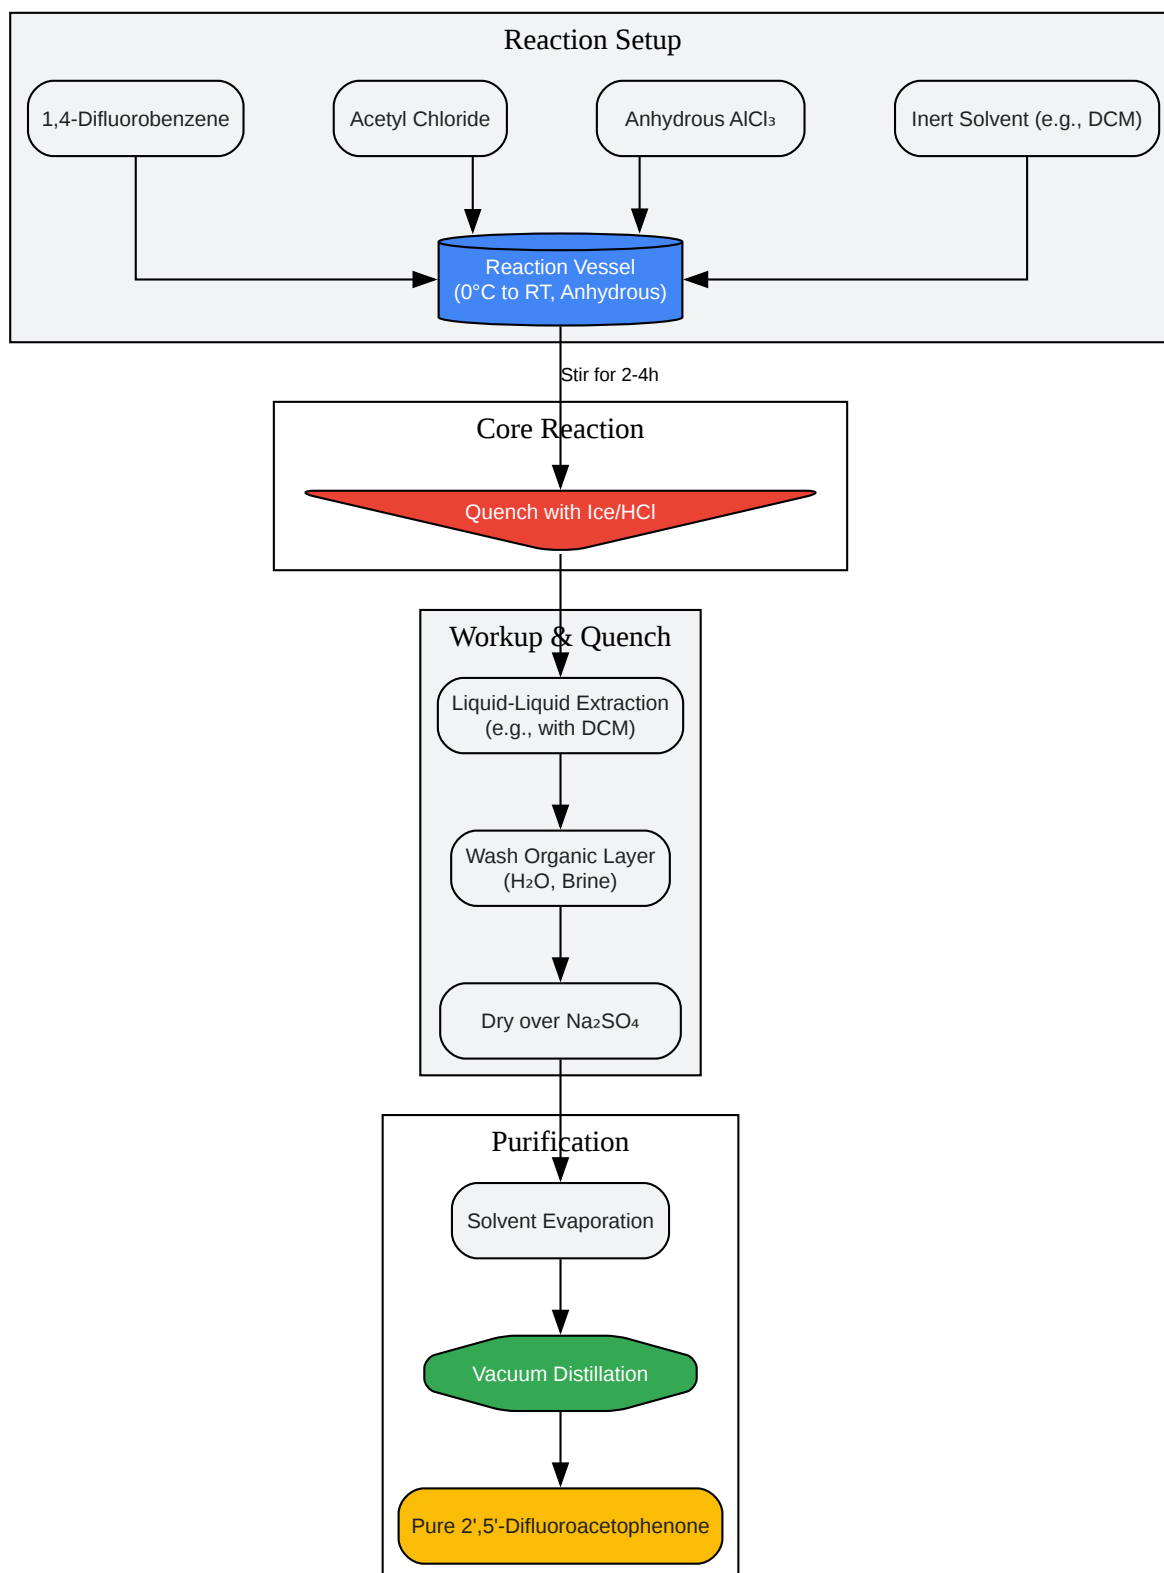 Reaction Setup
1,4-Difluorobenzene
Acetyl Chloride
Anhydrous AlCl₃
Inert Solvent (e.g., DCM)
Reaction Vessel
(0°C to RT, Anhydrous)
Stir for 2-4h
Core Reaction
Quench with Ice/HCl
Workup & Quench
Liquid-Liquid Extraction
(e.g., with DCM)
Wash Organic Layer
(H₂O, Brine)
Dry over Na₂SO₄
Purification
Solvent Evaporation
Vacuum Distillation
Pure 2',5'-Difluoroacetophenone